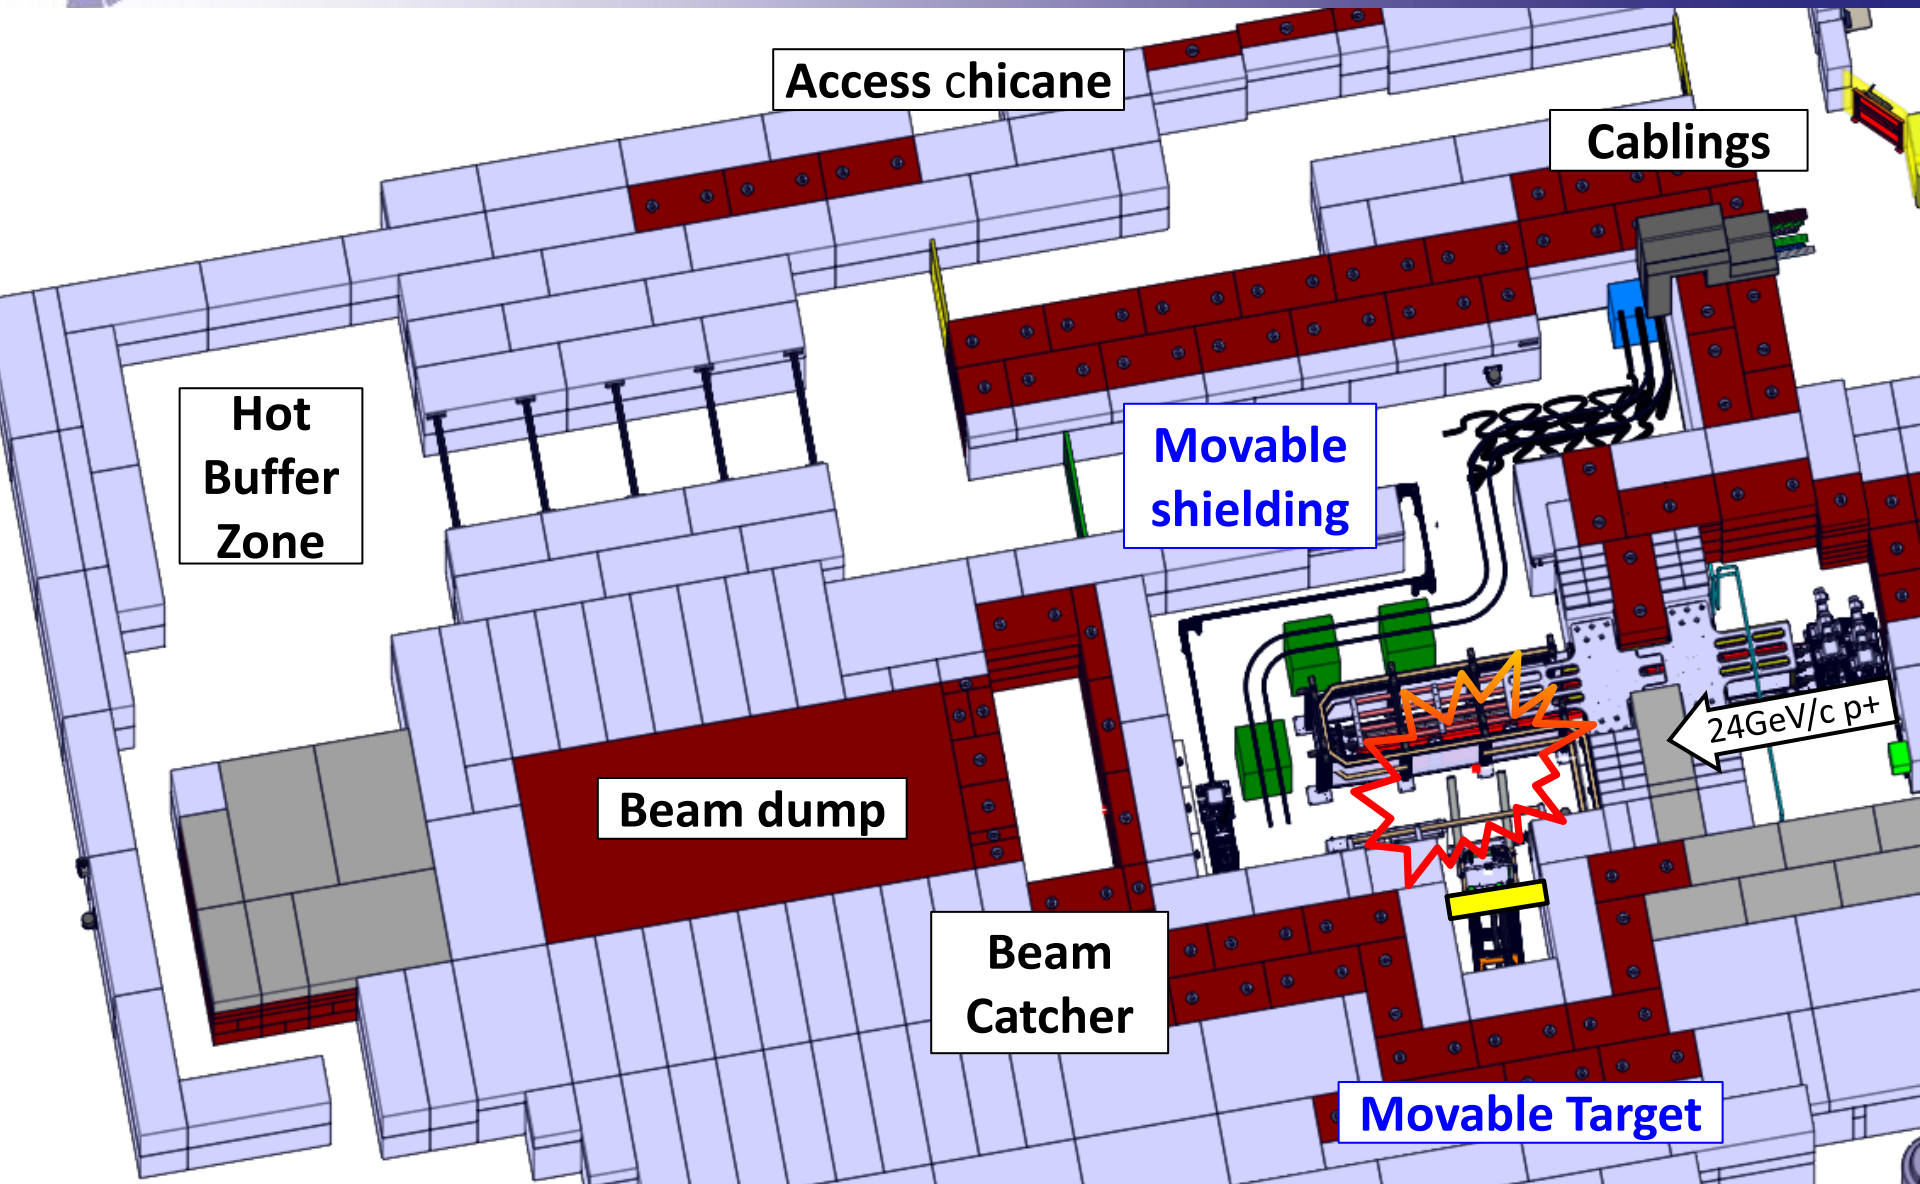 Access chicane
Cablings
Hot
Buffer
Zone
Movable
shielding
24GeV/c p+
Beam dump
Beam
Catcher
Movable Target